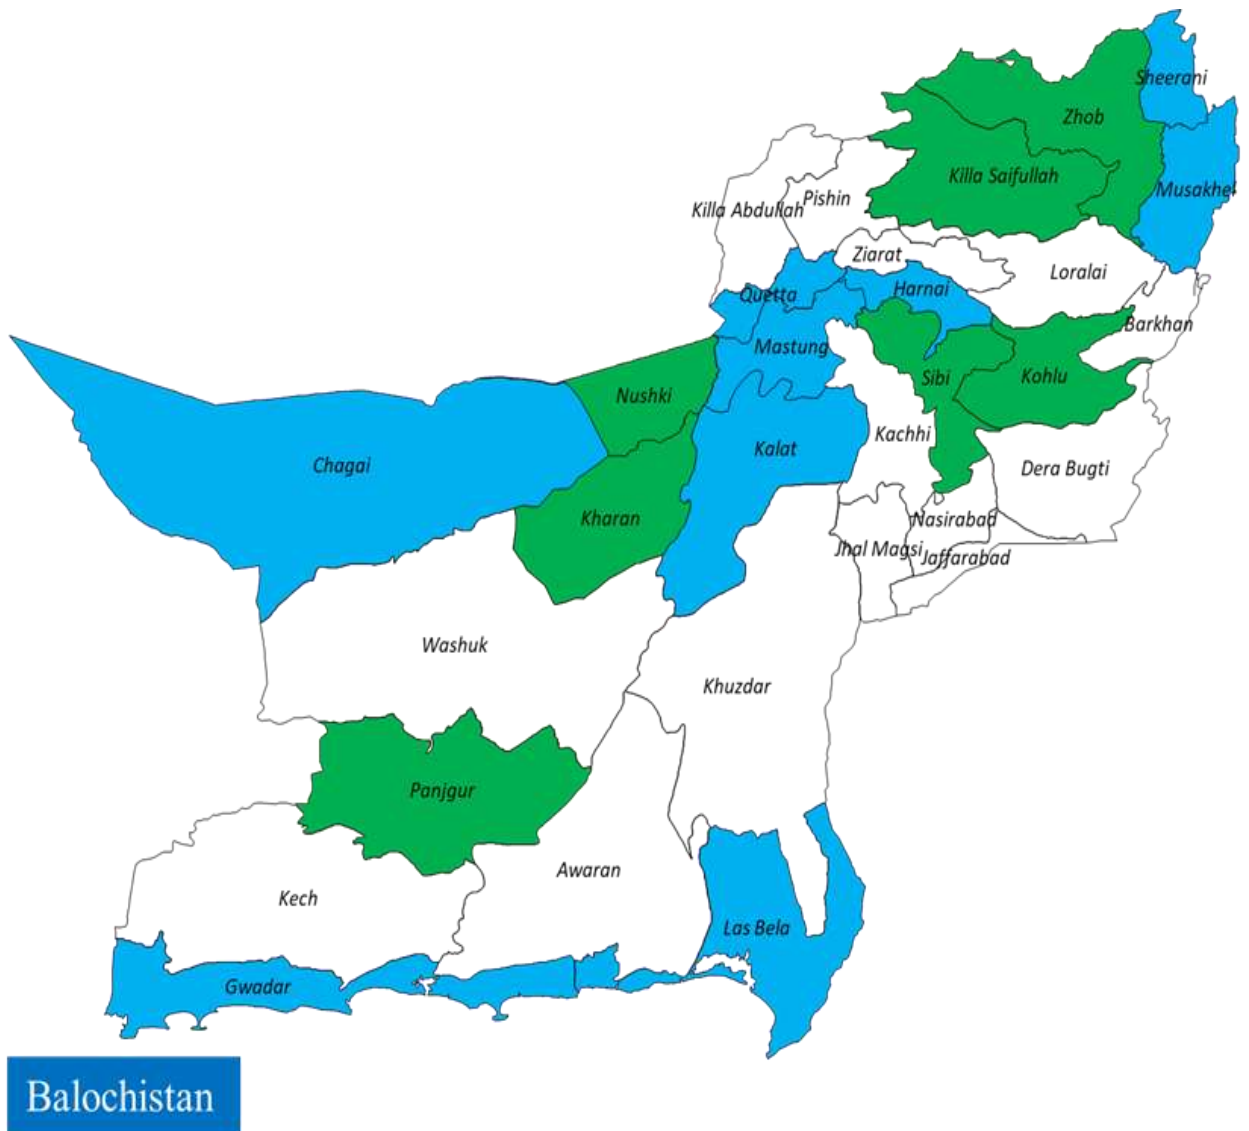 Sheerani
Zhob
Killa Saifullah
Musakhel
Pishin
Killa Abdullah
Ziarat
Loralai
Quetta
Harnai
Barkhan
Mastung
Nushki
Sibi
Kohlu
Kachhi
Kalat
Chagai
Dera Bugti
Kharan
Nasirabad
Jhal Magsi
Jaffarabad
Washuk
Khuzdar
Panjgur
Awaran
Kech
Las Bela
Gwadar
Balochistan